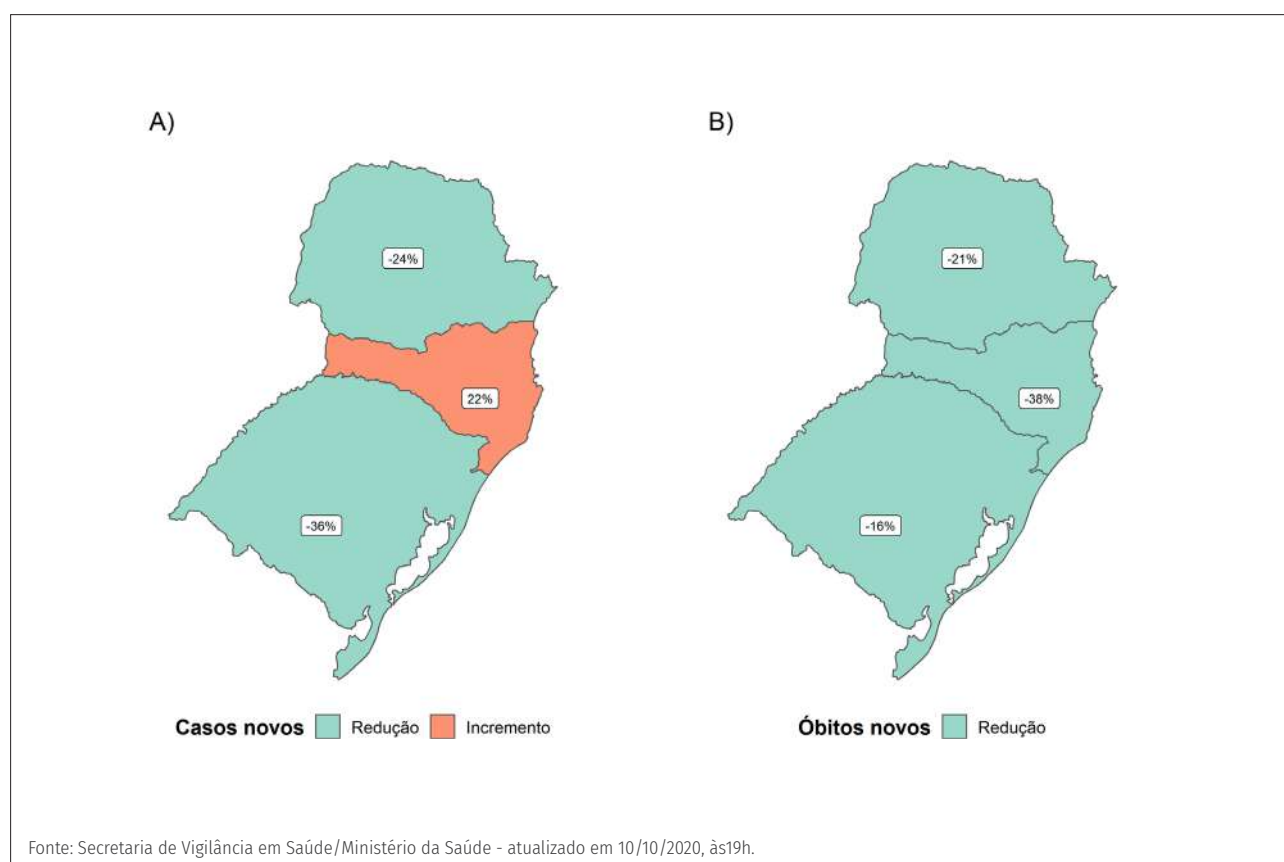 A)
B)
-24%
22%
-36%
-21%
-38%
-16%
Casos novos Redução Incremento
Óbitos novos Redução
Fonte: Secretaria de Vigilância em Saúde/Ministério da Saúde - atualizado em 10/10/2020, às19h.